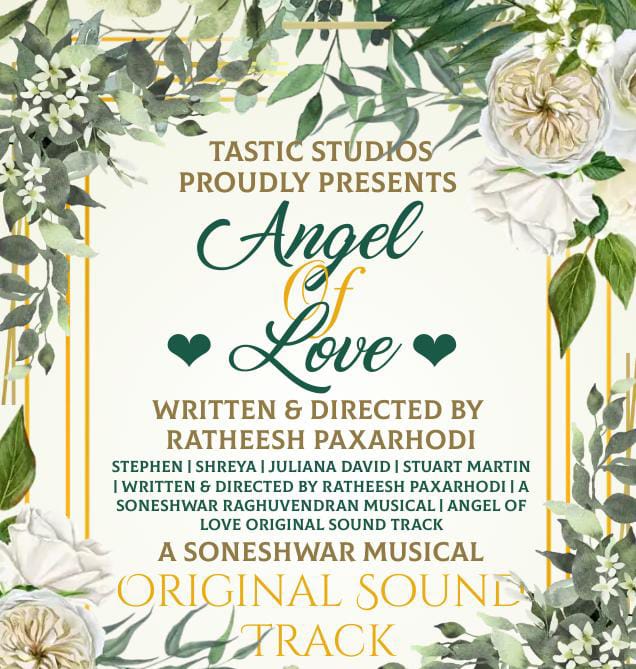 TASTIC STUDIOS
PROUDLY PRESENTS
Angel
Of
Love
WRITTEN & DIRECTED BY
RATHEESH PAXARHODI
STEPHEN | SHREYA | JULIANA DAVID | STUART MARTIN
| WRITTEN & DIRECTED BY RATHEESH PAXARHODI | A
SONESHWAR RAGHUVENDRAN MUSICAL | ANGEL OF
LOVE ORIGINAL SOUND TRACK
A SONESHWAR MUSICAL
ORIGINAL SOUND
TRACK